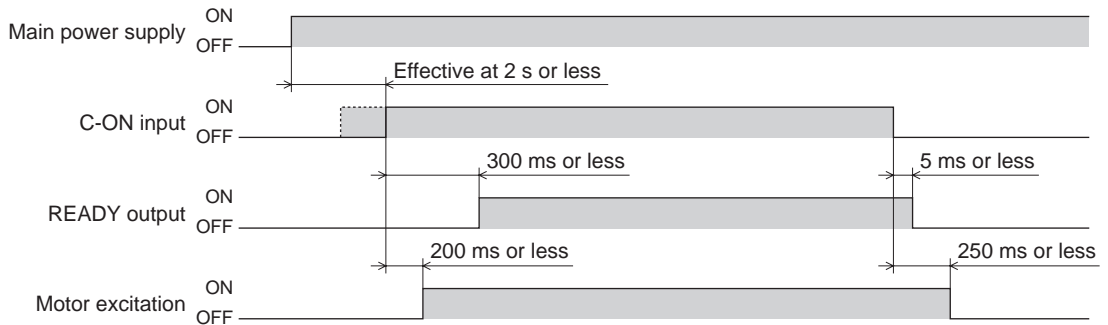 ON
Main power supply
OFF
Effective at 2 s or less
ON
C-ON input
OFF
300 ms or less 5 ms or less
ON
READY output
OFF
200 ms or less 250 ms or less
ON
Motor excitation
OFF